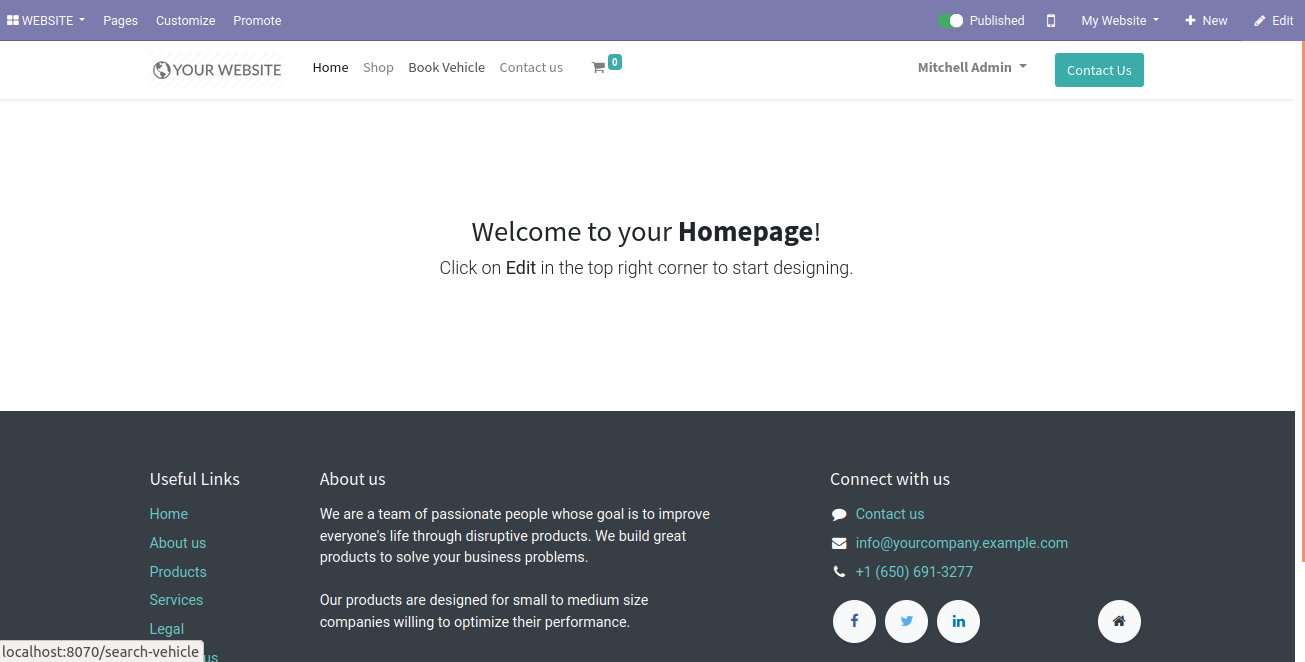 WEBSITE Pages Customize Promote Published My Website New Edit
YOUR WEBSITE Home Shop Book Vehicle Contact us 0 Mitchell Admin Contact Us
Welcome to your Homepage!
Click on Edit in the top right corner to start designing.
Useful Links
Home
About us
Products
Services
Legal
us
About us
We are a team of passionate people whose goal is to improve
everyone's life through disruptive products. We build great
products to solve your business problems.
Our products are designed for small to medium size
companies willing to optimize their performance.
Connect with us
Contact us
info@yourcompany.example.com
+1 (650) 691-3277
f in
localhost:8070/search-vehicle